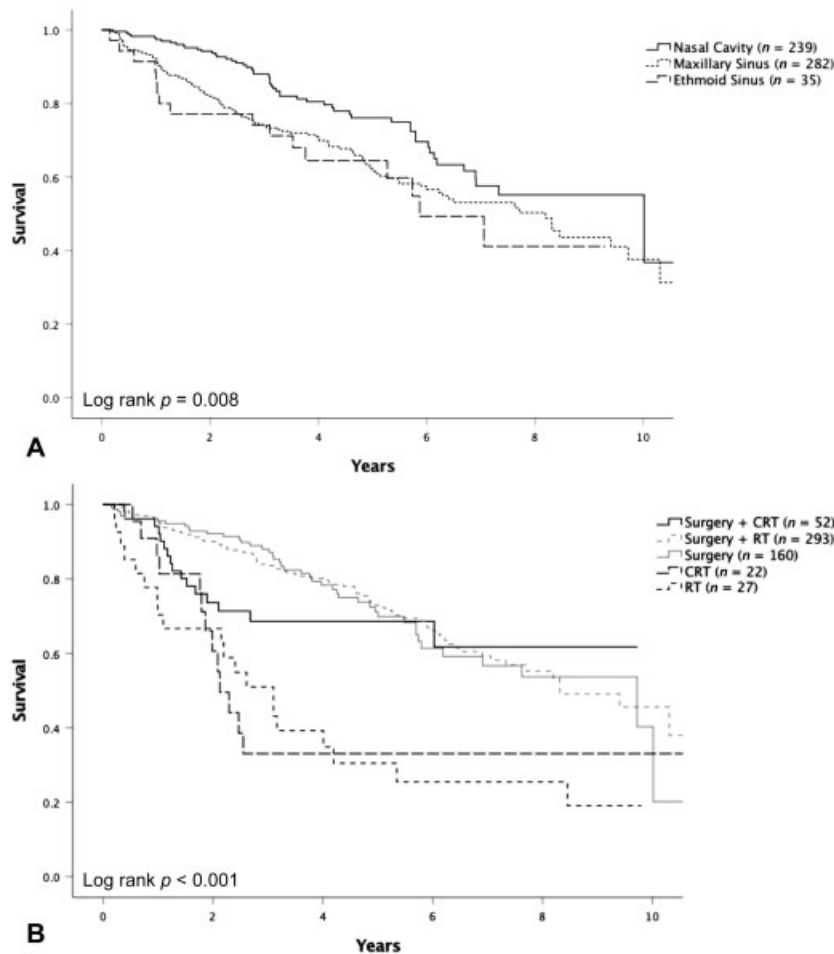 1.0
0.8
0.6
0.4
0.2
0.0
Survival
Nasal Cavity (n = 239)
Maxillary Sinus (n = 282)
Ethmoid Sinus (n = 35)
Log rank p = 0.008
0 2 4 6 8 10
A
Years
1.0
0.8
0.6
0.4
0.2
0.0
Survival
Surgery + CRT (n = 52)
Surgery + RT (n = 293)
Surgery (n = 160)
CRT (n = 22)
RT (n = 27)
Log rank p < 0.001
0 2 4 6 8 10
B
Years